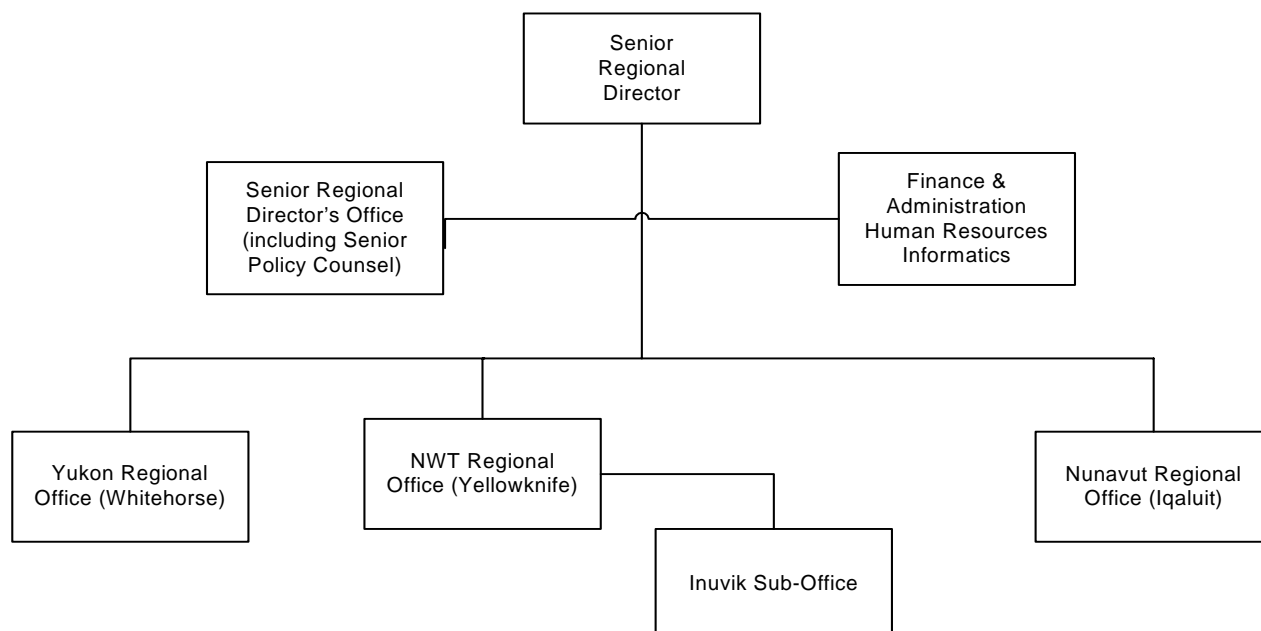 Senior
Regional
Director
Senior Regional
Director’s Office
(including Senior
Policy Counsel)
Finance &
Administration
Human Resources
Informatics
Yukon Regional
Office (Whitehorse)
NWT Regional
Office (Yellowknife)
Nunavut Regional
Office (Iqaluit)
Inuvik Sub-Office